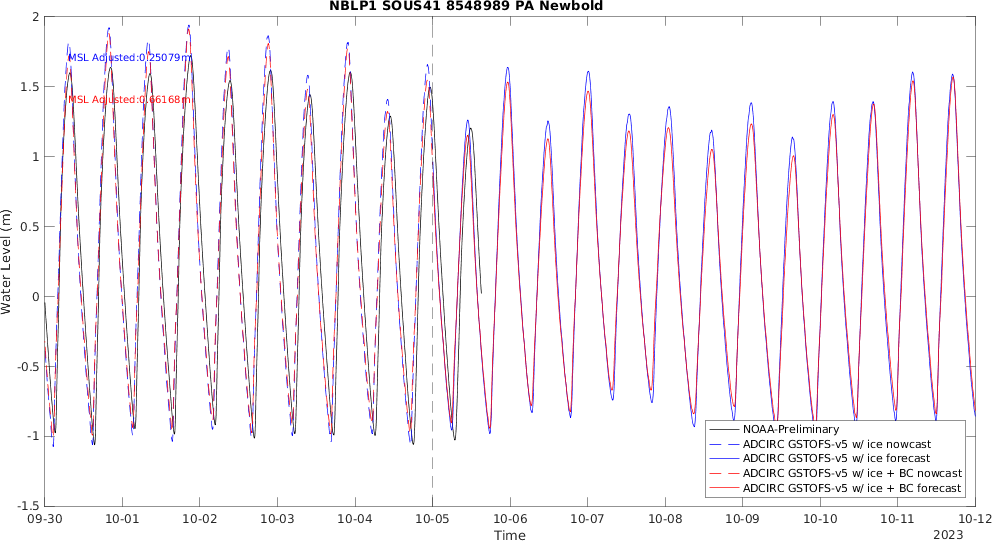 NBLP1 SOUS41 8548989 PA Newbold
2
1.5
1
0.5
0
-0.5
-1
-1.5
Water Level (m)
MSL Adjusted:0.25079m
MSL Adjusted:0.66168m
NOAA-Preliminary
ADCIRC GSTOFS-v5 w/ ice nowcast
ADCIRC GSTOFS-v5 w/ ice forecast
ADCIRC GSTOFS-v5 w/ ice + BC nowcast
ADCIRC GSTOFS-v5 w/ ice + BC forecast
09-30 10-01 10-02 10-03 10-04 10-05 10-06 10-07 10-08 10-09 10-10 10-11 10-12
Time
2023